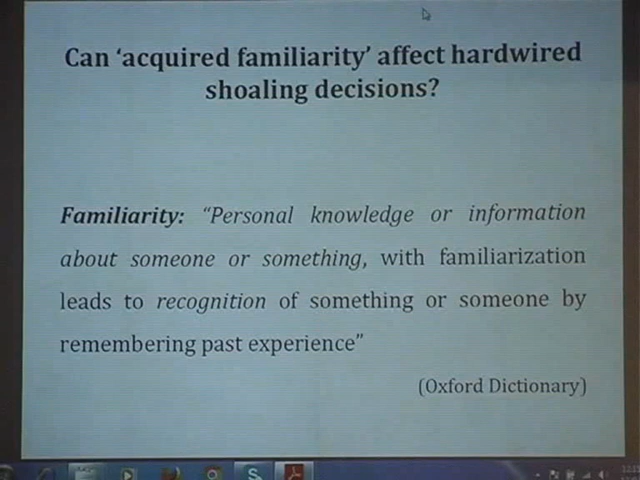 Can ‘acquired familiarity’ affect hardwired
shoaling decisions?
Familiarity: “Personal knowledge or information
about someone or something, with familiarization
leads to recognition of something or someone by
remembering past experience”
(Oxford Dictionary)